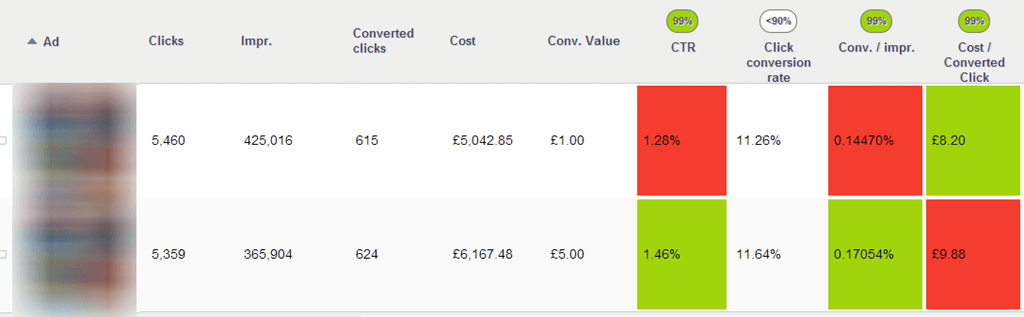 99% <90% 99% 99%
Ad Clicks Impr. Converted clicks Cost Conv. Value CTR Click conversion rate Conv. / impr. Cost / Converted Click
5,460 425,016 615 £5,042.85 £1.00 1.28% 11.26% 0.14470% £8.20
5,359 365,904 624 £6,167.48 £5.00 1.46% 11.64% 0.17054% £9.88